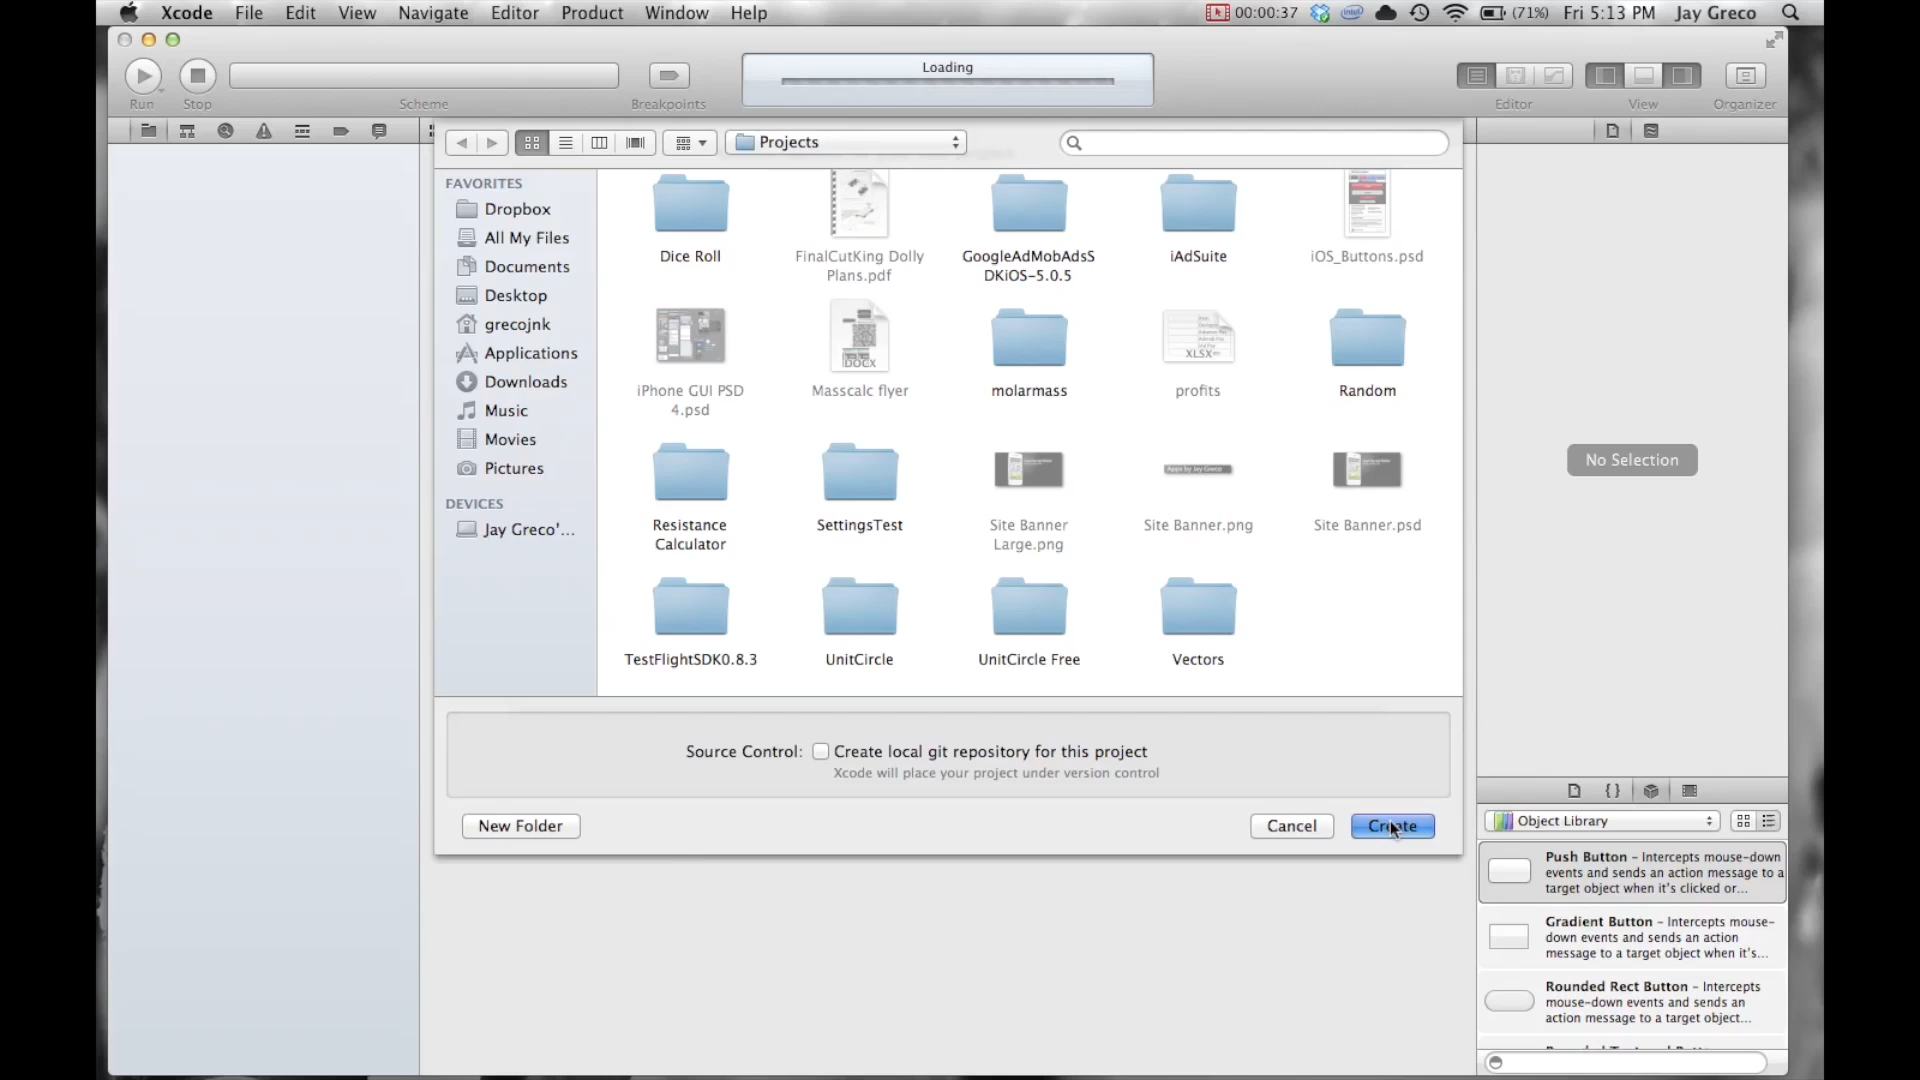 Xcode File Edit View Navigate Editor Product Window Help
00:00:37 (71%) Fri 5:13 PM Jay Greco
Loading
Run Stop Scheme Breakpoints Editor View Organizer
Projects
FAVORITES
Dropbox
All My Files
Documents
Desktop
grecojnk
Applications
Downloads
Music
Movies
Pictures
DEVICES
Jay Greco'...
Dice Roll
FinalCutKing Dolly
Plans.pdf
GoogleAdMobAdsS
DKiOS-5.0.5
iAdSuite
iOS_Buttons.psd
iPhone GUI PSD
4.psd
DOCX
Masscalc flyer
molarmass
XLSX
profits
Random
Resistance
Calculator
SettingsTest
Site Banner
Large.png
Apps by Jay Greco
Site Banner.png
Site Banner.psd
TestFlightSDK0.8.3
UnitCircle
UnitCircle Free
Vectors
Source Control: Create local git repository for this project
Xcode will place your project under version control
New Folder Cancel Create
No Selection
Object Library
Push Button – Intercepts mouse-down
events and sends an action message to a
target object when it's clicked or...
Gradient Button – Intercepts mouse-
down events and sends an action
message to a target object when it's...
Rounded Rect Button – Intercepts
mouse-down events and sends an
action message to a target object...